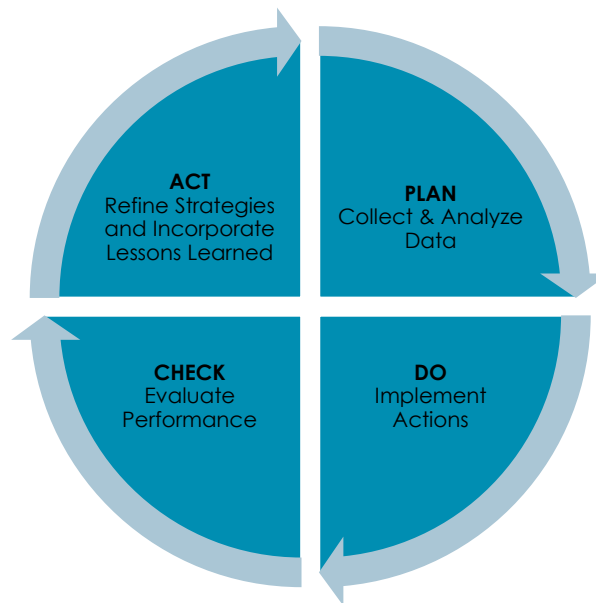 ACT
Refine Strategies
and Incorporate
Lessons Learned
PLAN
Collect & Analyze
Data
CHECK
Evaluate
Performance
DO
Implement
Actions